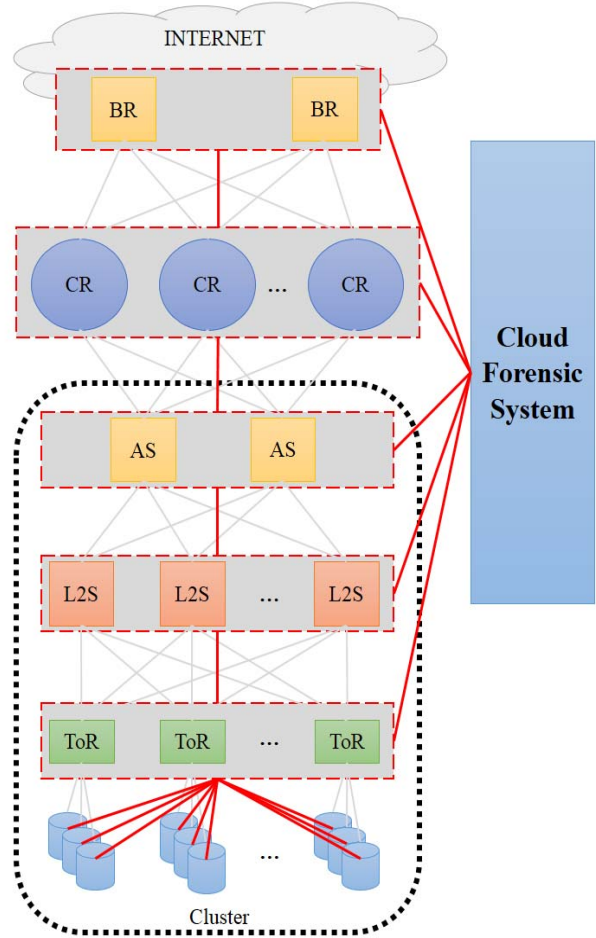 INTERNET
BR BR
CR CR ... CR
Cloud
Forensic
System
AS AS
L2S L2S ... L2S
ToR ToR ... ToR
...
Cluster